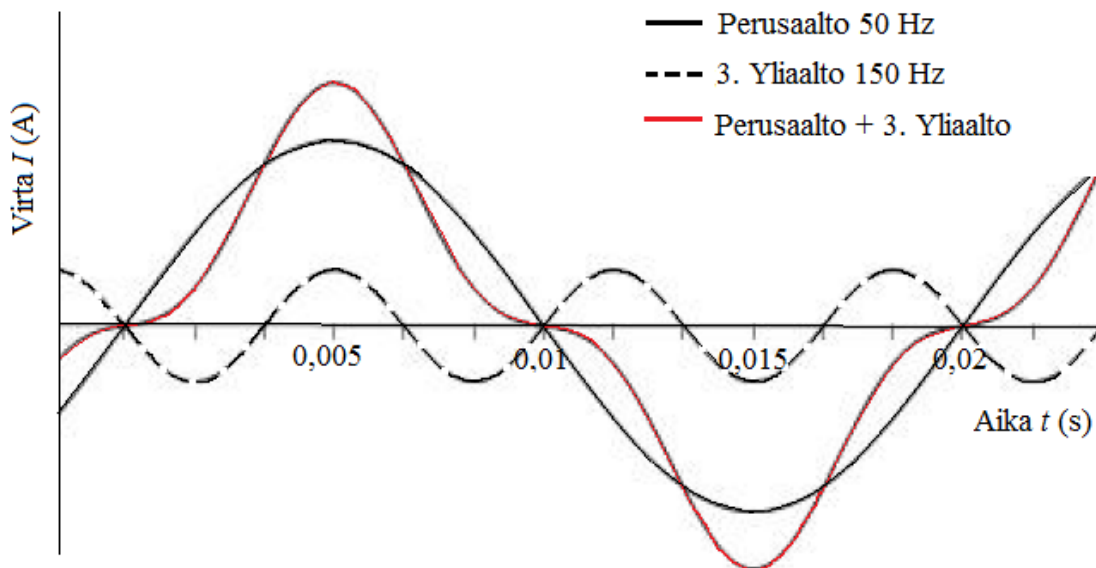 Perusaalto 50 Hz
3. Yliaalto 150 Hz
Perusaalto + 3. Yliaalto
Virta I (A)
0,005
0,01
0,015
0,02
Aika t (s)